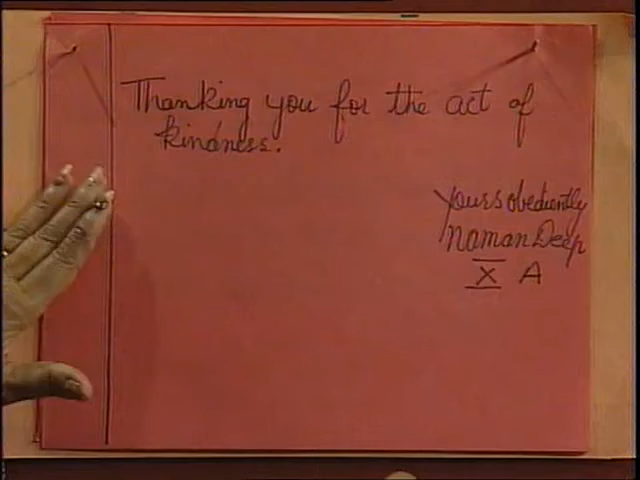 Thanking you for the act of
kindness.
Yours obediently
Naman Deep
X A